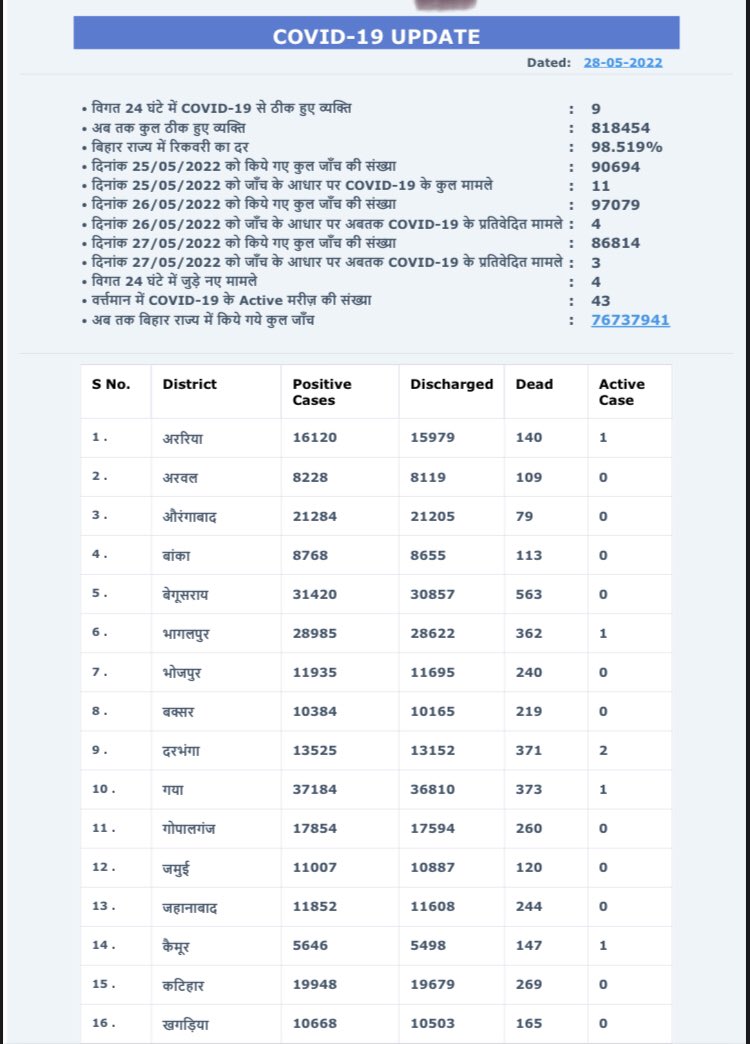 COVID-19 UPDATE
Dated: 28-05-2022
• विगत 24 घंटे में COVID-19 से ठीक हुए व्यक्ति : 9
• अब तक कुल ठीक हुए व्यक्ति : 818454
• बिहार राज्य में रिकवरी का दर : 98.519%
• दिनांक 25/05/2022 को किये गए कुल जाँच की संख्या : 90694
• दिनांक 25/05/2022 को जाँच के आधार पर COVID-19 के कुल मामले : 11
• दिनांक 26/05/2022 को किये गए कुल जाँच की संख्या : 97079
• दिनांक 26/05/2022 को जाँच के आधार पर अबतक COVID-19 के प्रतिवेदित मामले : 4
• दिनांक 27/05/2022 को किये गए कुल जाँच की संख्या : 86814
• दिनांक 27/05/2022 को जाँच के आधार पर अबतक COVID-19 के प्रतिवेदित मामले : 3
• विगत 24 घंटे में जुड़े नए मामले : 4
• वर्त्तमान में COVID-19 के Active मरीज़ की संख्या : 43
• अब तक बिहार राज्य में किये गये कुल जाँच : 76737941
S No. District Positive Cases Discharged Dead Active Case
1. अररिया 16120 15979 140 1
2. अरवल 8228 8119 109 0
3. औरंगाबाद 21284 21205 79 0
4. बांका 8768 8655 113 0
5. बेगूसराय 31420 30857 563 0
6. भागलपुर 28985 28622 362 1
7. भोजपुर 11935 11695 240 0
8. बक्सर 10384 10165 219 0
9. दरभंगा 13525 13152 371 2
10. गया 37184 36810 373 1
11. गोपालगंज 17854 17594 260 0
12. जमुई 11007 10887 120 0
13. जहानाबाद 11852 11608 244 0
14. कैमूर 5646 5498 147 1
15. कटिहार 19948 19679 269 0
16. खगड़िया 10668 10503 165 0